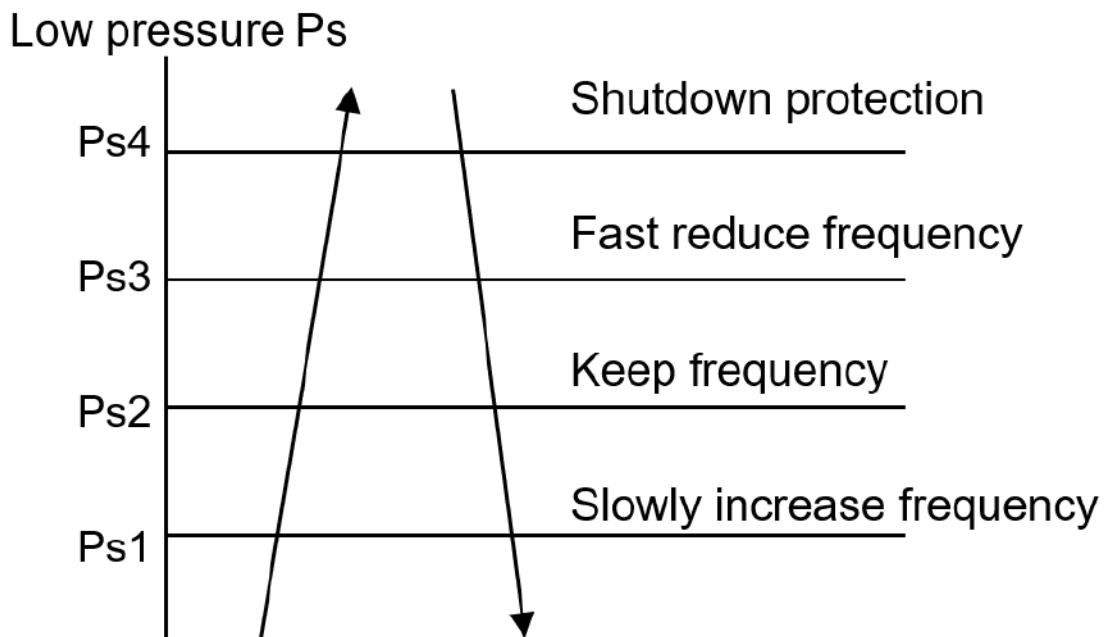 Low pressure Ps
Shutdown protection
Ps4
Fast reduce frequency
Ps3
Keep frequency
Ps2
Slowly increase frequency
Ps1